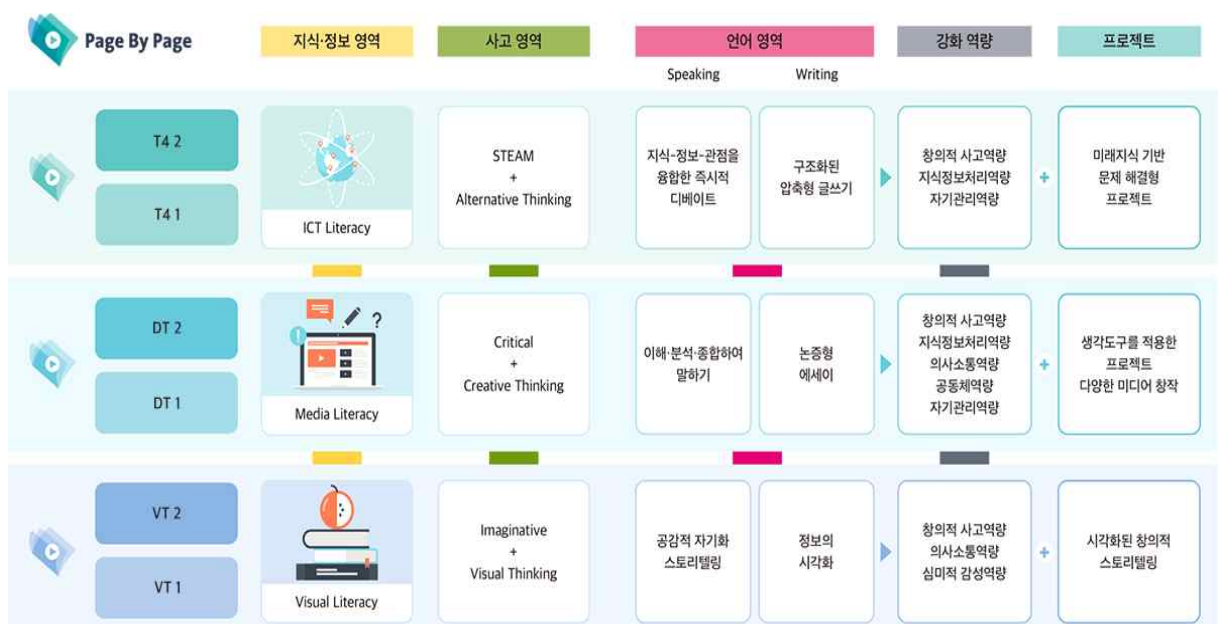 Page By Page
지식·정보 영역
사고 영역
언어 영역
강화 역량
프로젝트
Speaking
Writing
T4 2
T4 1
ICT Literacy
STEAM
+
Alternative Thinking
지식-정보-관점을
융합한 즉시적
디베이트
구조화된
압축형 글쓰기
창의적 사고역량
지식정보처리역량
자기관리역량
+
미래지식 기반
문제 해결형
프로젝트
DT 2
DT 1
?
!
Media Literacy
Critical
+
Creative Thinking
이해·분석·종합하여
말하기
논증형
에세이
창의적 사고역량
지식정보처리역량
의사소통역량
공동체역량
자기관리역량
+
생각도구를 적용한
프로젝트
다양한 미디어 창작
VT 2
VT 1
Visual Literacy
Imaginative
+
Visual Thinking
공감적 자기화
스토리텔링
정보의
시각화
창의적 사고역량
의사소통역량
심미적 감성역량
+
시각화된 창의적
스토리텔링